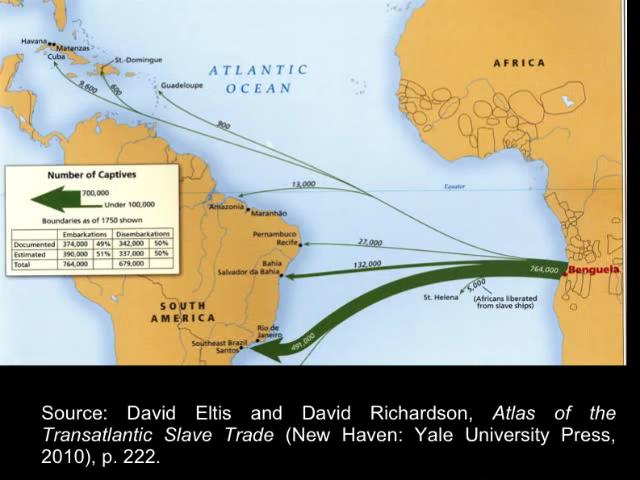 Havana
Matanzas
Cuba
St.-Domingue
Guadeloupe
ATLANTIC
OCEAN
AFRICA
9,600
600
900
Number of Captives
700,000
Under 100,000
Boundaries as of 1750 shown
Embarkations Disembarkations
Documented 374,000 49% 342,000 50%
Estimated 390,000 51% 337,000 50%
Total 764,000 679,000
13,000
Equator
Amazonia
Maranhão
Pernambuco
Recife
27,000
Bahia
Salvador da Bahia
132,000
764,000
Benguela
St. Helena
5,000
(Africans liberated
from slave ships)
SOUTH
AMERICA
Rio de
Janeiro
Southeast Brazil
Santos
491,000
Source: David Eltis and David Richardson, Atlas of the
Transatlantic Slave Trade (New Haven: Yale University Press,
2010), p. 222.